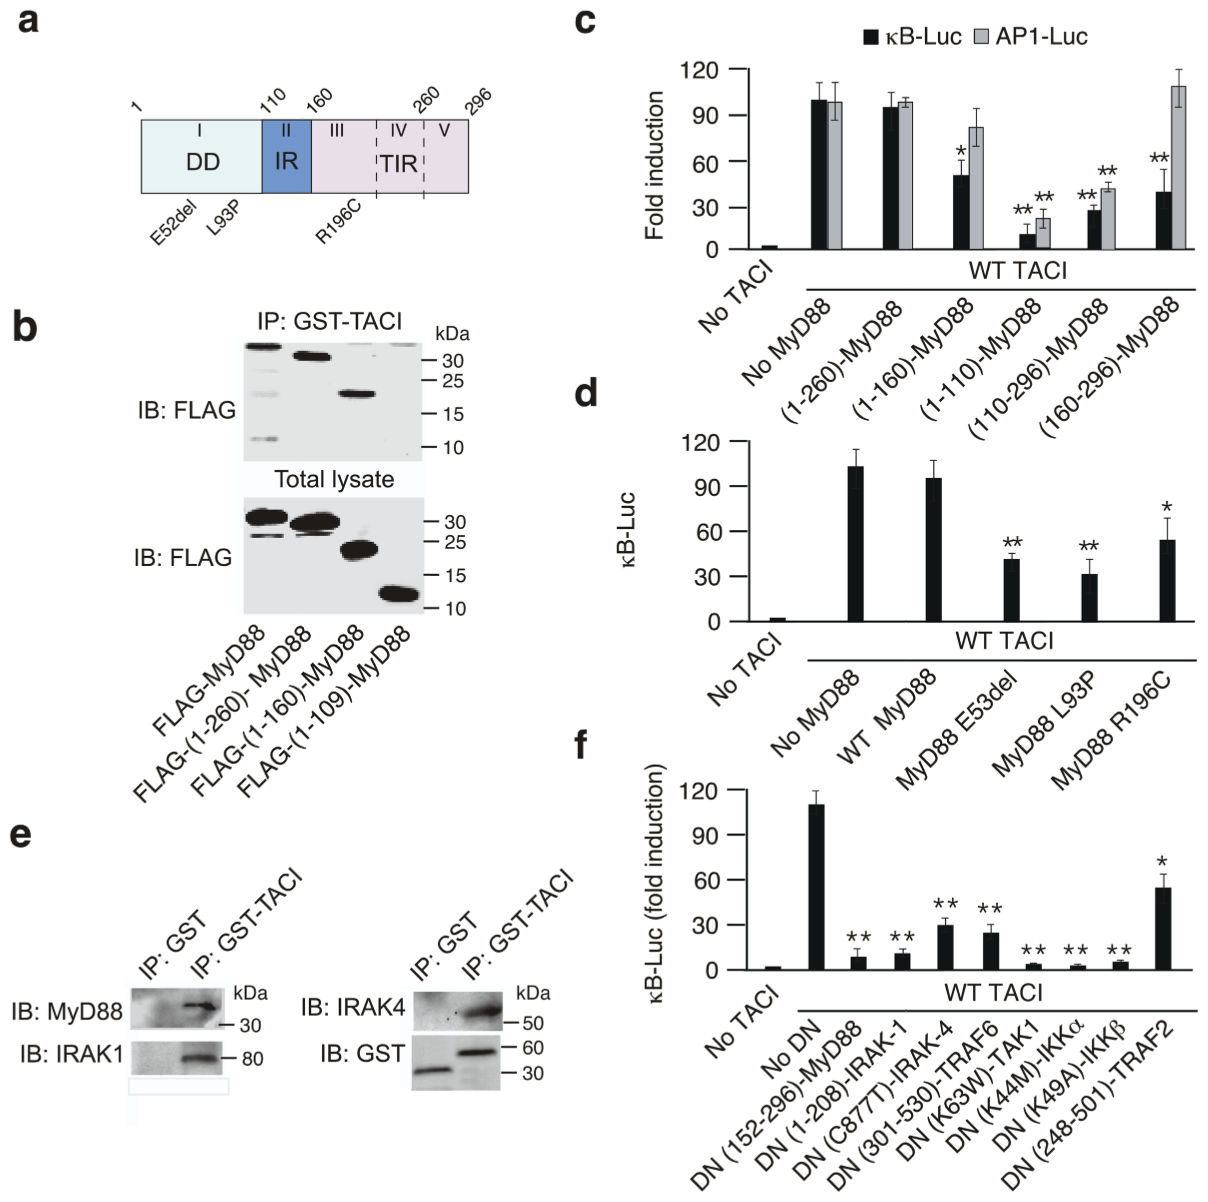 a
1
110
160
260
296
I
II
III
IV
V
DD
IR
TIR
E52del
L93P
R196C
b
IP: GST-TACI
kDa
30
25
15
10
IB: FLAG
Total lysate
IB: FLAG
30
25
15
10
FLAG-MyD88
FLAG-(1-260)- MyD88
FLAG-(1-160)-MyD88
FLAG-(1-109)-MyD88
c
κB-Luc AP1-Luc
Fold induction
120
90
60
30
0
*
**
**
**
**
**
No TACI
WT TACI
No MyD88
(1-260)-MyD88
(1-160)-MyD88
(1-110)-MyD88
(110-296)-MyD88
(160-296)-MyD88
d
κB-Luc
120
90
60
30
0
**
**
*
No TACI
WT TACI
No MyD88
WT MyD88
MyD88 E53del
MyD88 L93P
MyD88 R196C
e
IP: GST
IP: GST-TACI
IB: MyD88
kDa
30
IB: IRAK1
80
IP: GST
IP: GST-TACI
IB: IRAK4
kDa
50
IB: GST
60
30
f
κB-Luc (fold induction)
120
90
60
30
0
**
**
**
**
**
**
**
*
No TACI
WT TACI
No DN
DN (152-296)-MyD88
DN (1-208)-IRAK-1
DN (C877T)-IRAK-4
DN (301-530)-TRAF6
DN (K63W)-TAK1
DN (K44M)-IKKα
DN (K49A)-IKKβ
DN (248-501)-TRAF2